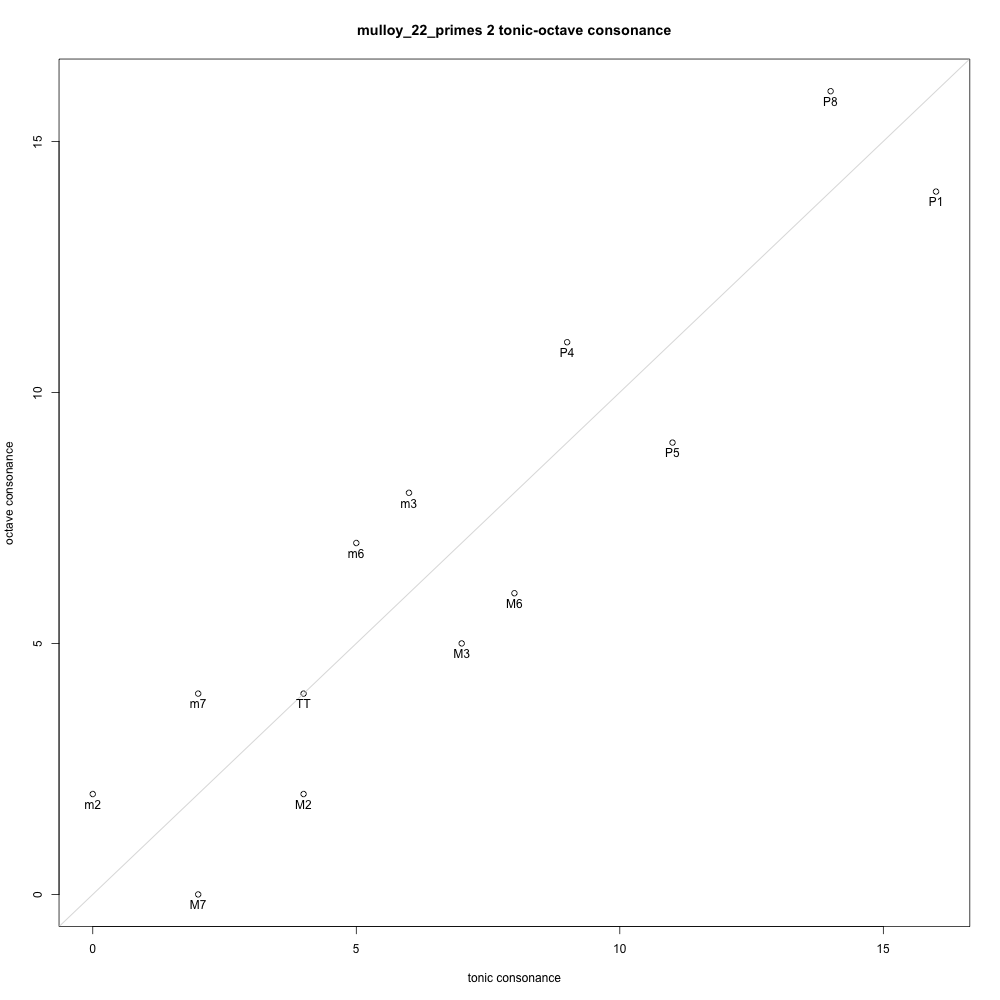 mulloy_22_primes 2 tonic-octave consonance
octave consonance
15
10
5
0
P8
P1
P4
P5
m3
m6
M6
M3
m7
TT
m2
M2
M7
0
5
10
15
tonic consonance